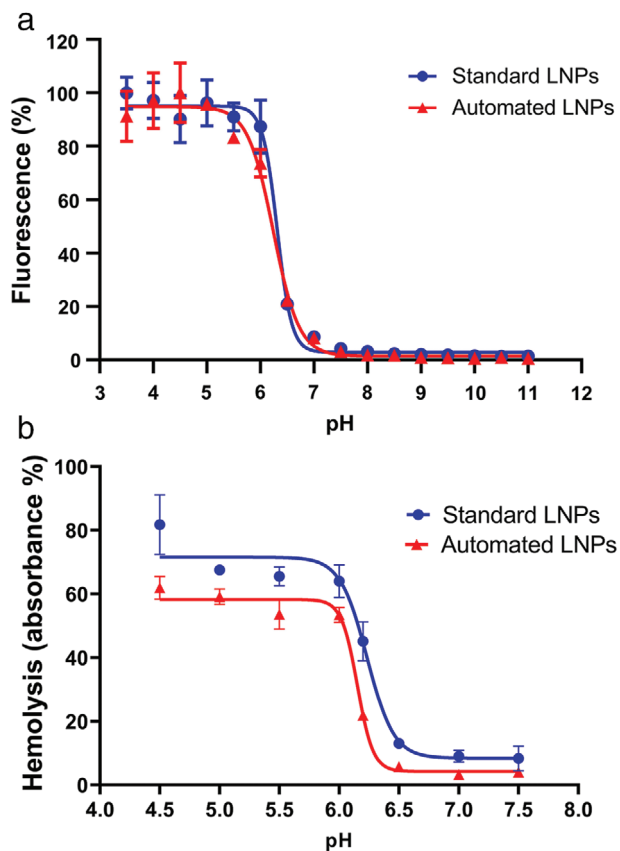 a
120
100
80
60
40
20
0
Fluorescence (%)
Standard LNPs
Automated LNPs
3 4 5 6 7 8 9 10 11 12
pH
b
100
80
60
40
20
0
Hemolysis (absorbance %)
Standard LNPs
Automated LNPs
4.0 4.5 5.0 5.5 6.0 6.5 7.0 7.5 8.0
pH